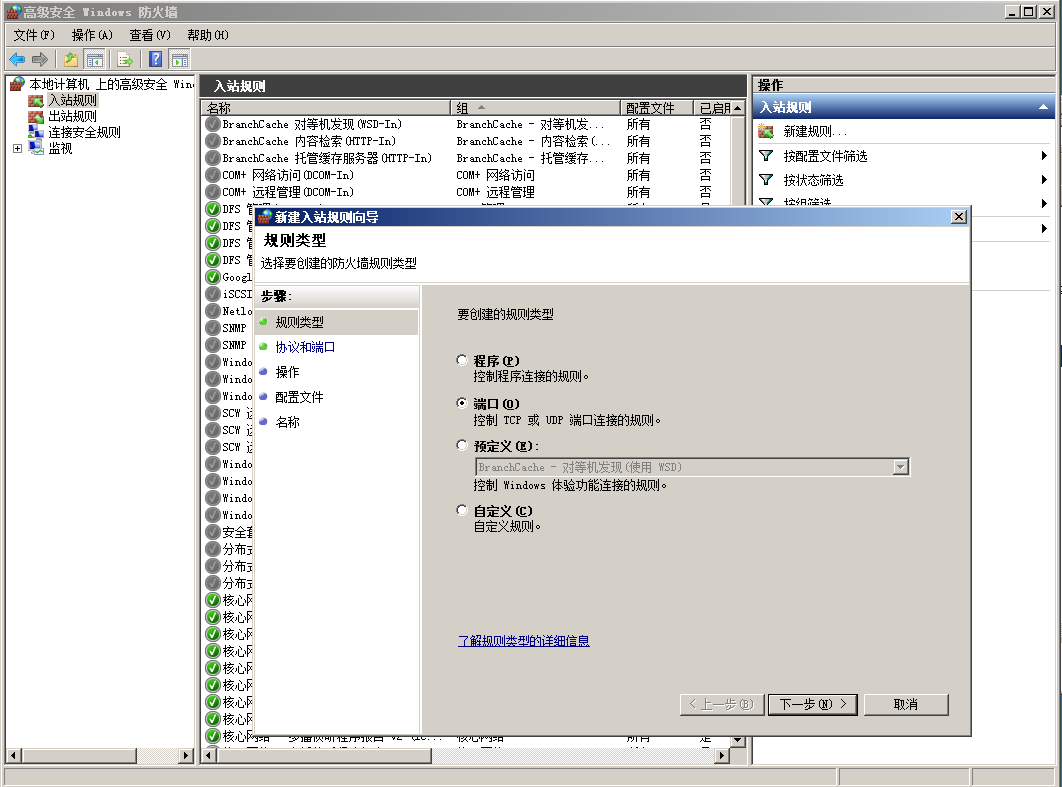 高级安全 Windows 防火墙
文件(F) 操作(A) 查看(V) 帮助(H)
本地计算机 上的高级安全 Win
入站规则
出站规则
连接安全规则
监视
入站规则
名称 组 配置文件 已启用
BranchCache 对等机发现(WSD-In) BranchCache - 对等机发... 所有 否
BranchCache 内容检索(HTTP-In) BranchCache - 内容检索(... 所有 否
BranchCache 托管缓存服务器(HTTP-In) BranchCache - 托管缓存... 所有 否
COM+ 网络访问(DCOM-In) COM+ 网络访问 所有 否
COM+ 远程管理(DCOM-In) COM+ 远程管理 所有 否
DFS
DFS
DFS
DFS
Googl
iSCSI
Netlo
SNMP
SNMP
Windo
Windo
Windo
SCW
SCW
SCW
Windo
Windo
Windo
Windo
安全
分布
分布
分布
核心
核心
核心
核心
核心
核心
核心
核心
核心网络
操作
入站规则
新建规则...
按配置文件筛选
按状态筛选
按组筛选
新建入站规则向导
规则类型
选择要创建的防火墙规则类型
步骤:
规则类型
协议和端口
操作
配置文件
名称
要创建的规则类型
程序(P)
控制程序连接的规则。
端口(O)
控制 TCP 或 UDP 端口连接的规则。
预定义(E):
BranchCache - 对等机发现(使用 WSD)
控制 Windows 体验功能连接的规则。
自定义(C)
自定义规则。
了解规则类型的详细信息
< 上一步(B) 下一步(N) > 取消